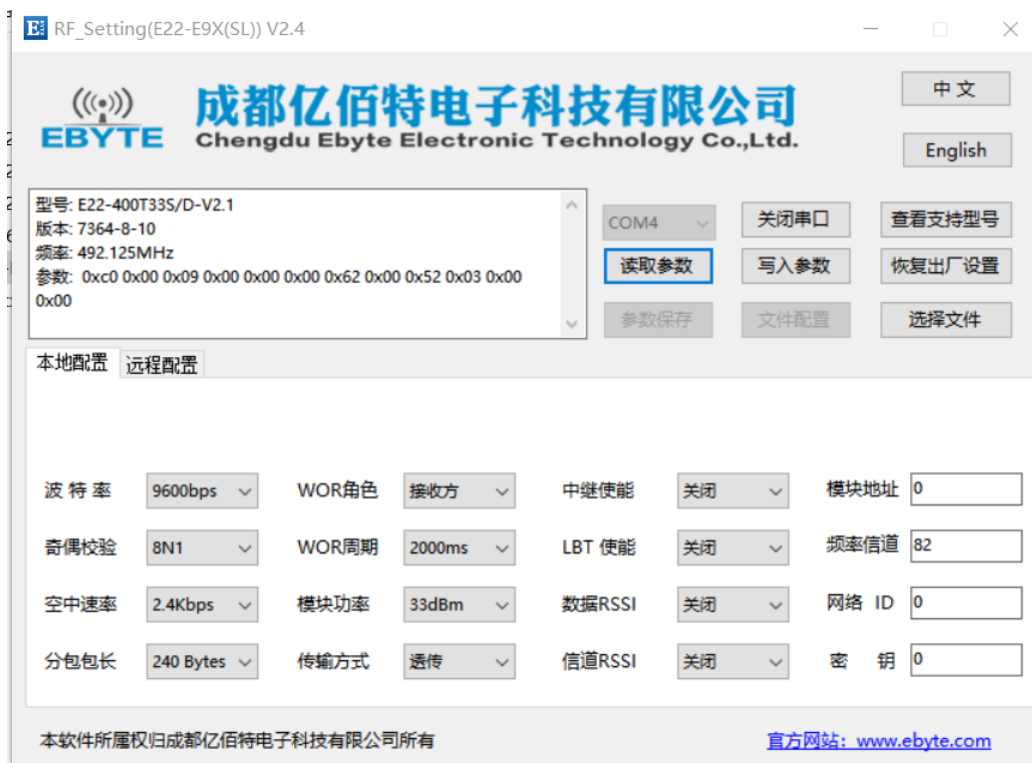 RF_Setting(E22-E9X(SL)) V2.4
EBYTE
成都亿佰特电子科技有限公司
Chengdu Ebyte Electronic Technology Co.,Ltd.
中 文
English
型号: E22-400T33S/D-V2.1
版本: 7364-8-10
频率: 492.125MHz
参数: 0xc0 0x00 0x09 0x00 0x00 0x00 0x62 0x00 0x52 0x03 0x00
0x00
COM4 关闭串口 查看支持型号
读取参数 写入参数 恢复出厂设置
参数保存 文件配置 选择文件
本地配置 远程配置
波 特 率 9600bps WOR角色 接收方 中继使能 关闭 模块地址 0
奇偶校验 8N1 WOR周期 2000ms LBT 使能 关闭 频率信道 82
空中速率 2.4Kbps 模块功率 33dBm 数据RSSI 关闭 网络 ID 0
分包包长 240 Bytes 传输方式 透传 信道RSSI 关闭 密 钥 0
本软件所属权归成都亿佰特电子科技有限公司所有 官方网站：www.ebyte.com